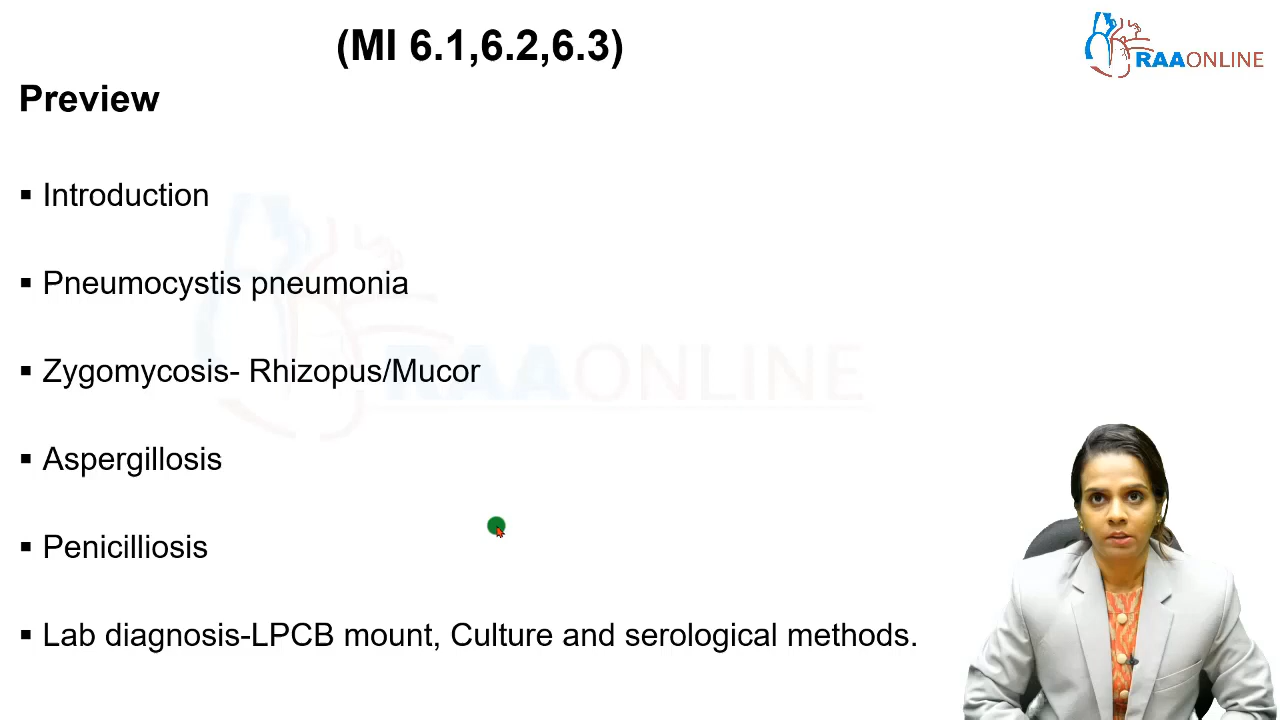 (MI 6.1,6.2,6.3)
RAAONLINE
Preview
▪ Introduction
▪ Pneumocystis pneumonia
▪ Zygomycosis- Rhizopus/Mucor
RAAONLINE
▪ Aspergillosis
▪ Penicilliosis
▪ Lab diagnosis-LPCB mount, Culture and serological methods.